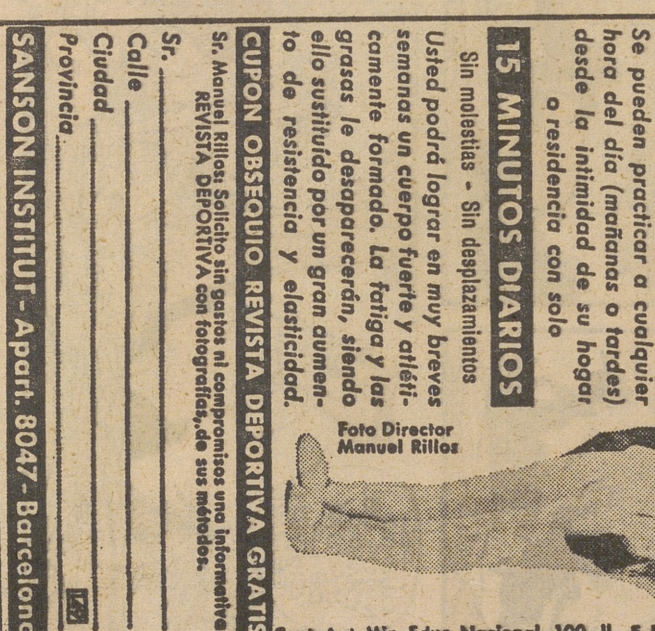 Se pueden practicar a cualquier
hora del día (mañanas o tardes)
desde la intimidad de su hogar
o residencia con solo
15 MINUTOS DIARIOS
Sin molestias - Sin desplazamientos
Usted podrá lograr en muy breves
semanas un cuerpo fuerte y atléti-
camente formado. La fatiga y las
grasas le desaparecerán, siendo
ello sustituído por un gran aumen-
to de resistencia y elasticidad.
Foto Director
Manuel Rillos
CUPON OBSEQUIO REVISTA DEPORTIVA GRATIS
Sr. Manuel Rillos: Solicito sin gastos ni compromisos una informativa
REVISTA DEPORTIVA con fotografías, de sus métodos.
Sr.
Calle
Ciudad
Provincia
SANSON INSTITUT - Apart. 8047 - Barcelona